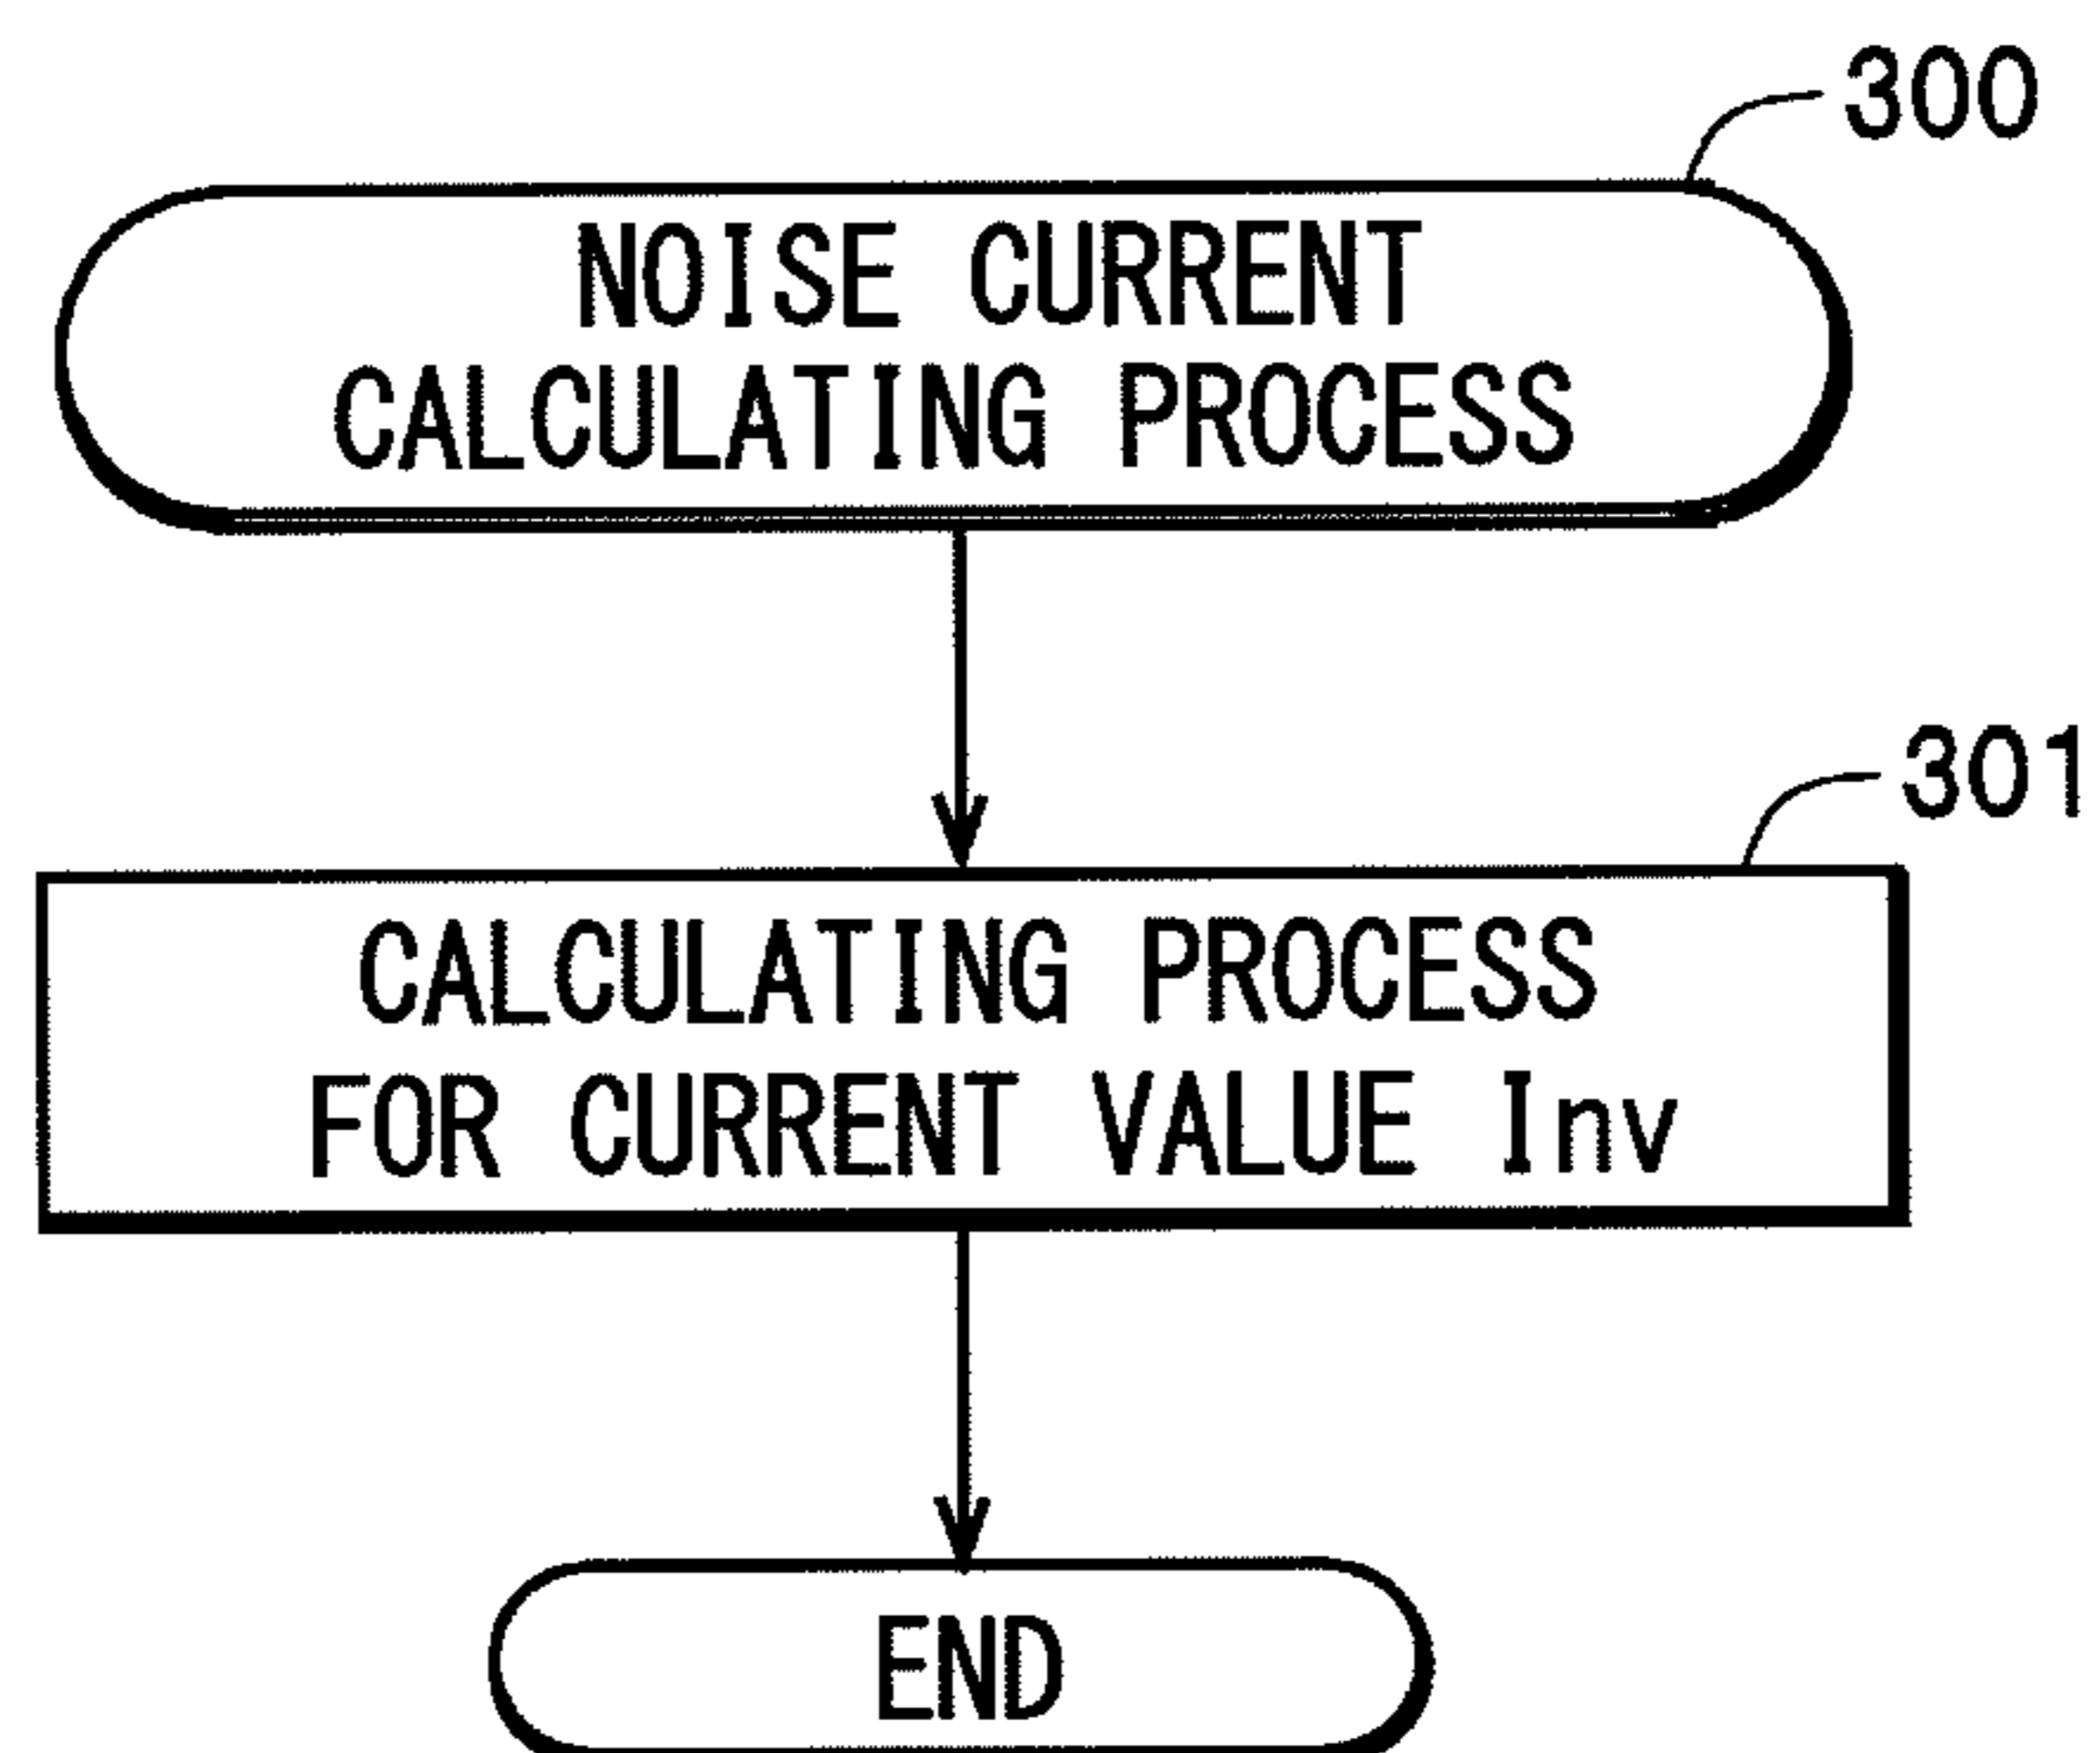 300
NOISE CURRENT
CALCULATING PROCESS
301
CALCULATING PROCESS
FOR CURRENT VALUE Inv
END